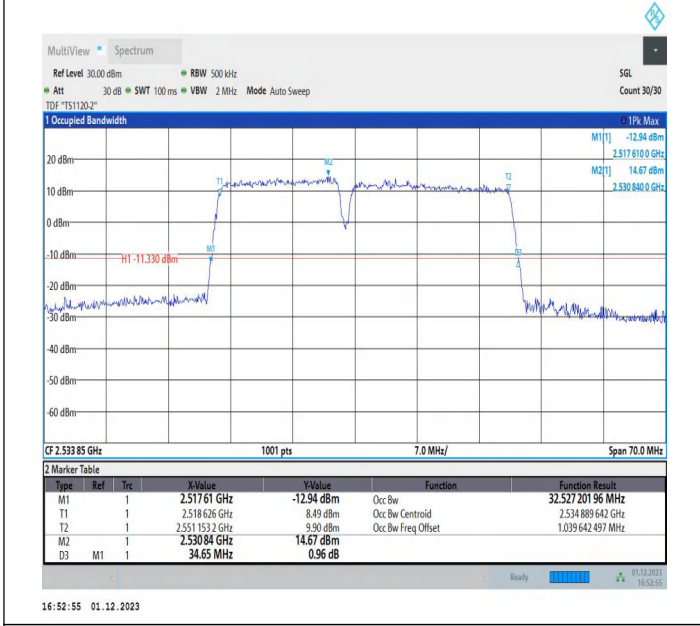 MultiView Spectrum
Ref Level 30.00 dBm RBW 500 kHz SGL
Att 30 dB SWT 100 ms VBW 2 MHz Mode Auto Sweep Count 30/30
TDF "TS1120-2"
1 Occupied Bandwidth 1Pk Max
M1[1] -12.94 dBm
2.517 610 0 GHz
M2[1] 14.67 dBm
2.530 840 0 GHz
20 dBm
M2
T1
T2
10 dBm
0 dBm
M1
D3
-10 dBm
H1 -11.330 dBm
-20 dBm
-30 dBm
-40 dBm
-50 dBm
-60 dBm
CF 2.533 85 GHz 1001 pts 7.0 MHz/ Span 70.0 MHz
2 Marker Table
Type Ref Trc X-Value Y-Value Function Function Result
M1 1 2.517 61 GHz -12.94 dBm Occ Bw 32.527 201 96 MHz
T1 1 2.518 626 GHz 8.49 dBm Occ Bw Centroid 2.534 889 642 GHz
T2 1 2.551 153 2 GHz 9.90 dBm Occ Bw Freq Offset 1.039 642 497 MHz
M2 1 2.530 84 GHz 14.67 dBm
D3 M1 1 34.65 MHz 0.96 dB
Ready 01.12.2023
16:52:55
16:52:55 01.12.2023